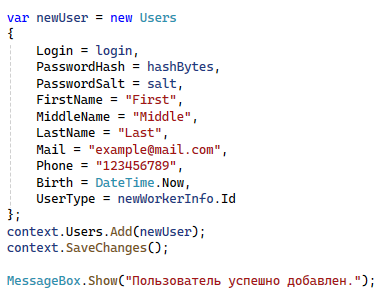 var newUser = new Users
{
    Login = login,
    PasswordHash = hashBytes,
    PasswordSalt = salt,
    FirstName = "First",
    MiddleName = "Middle",
    LastName = "Last",
    Mail = "example@mail.com",
    Phone = "123456789",
    Birth = DateTime.Now,
    UserType = newWorkerInfo.Id
};
context.Users.Add(newUser);
context.SaveChanges();

MessageBox.Show("Пользователь успешно добавлен.");